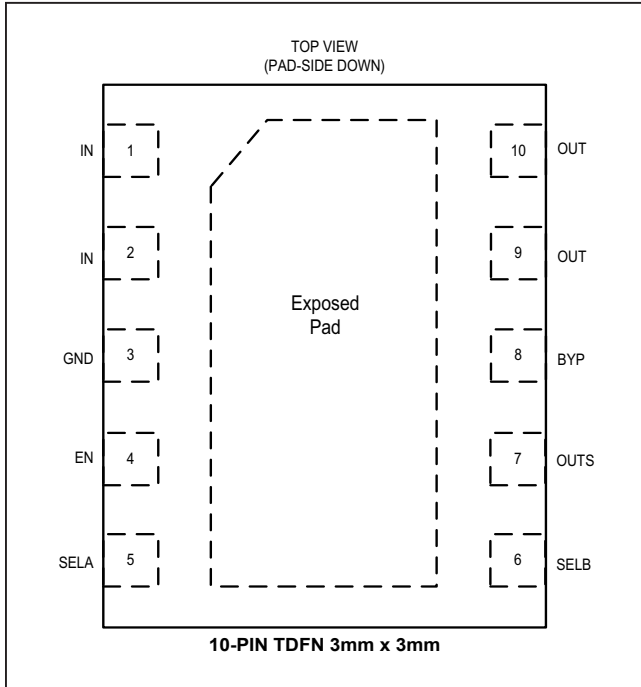 TOP VIEW
(PAD-SIDE DOWN)
IN 1
10 OUT
IN 2
9 OUT
Exposed
Pad
GND 3
8 BYP
EN 4
7 OUTS
SELA 5
6 SELB
10-PIN TDFN 3mm x 3mm